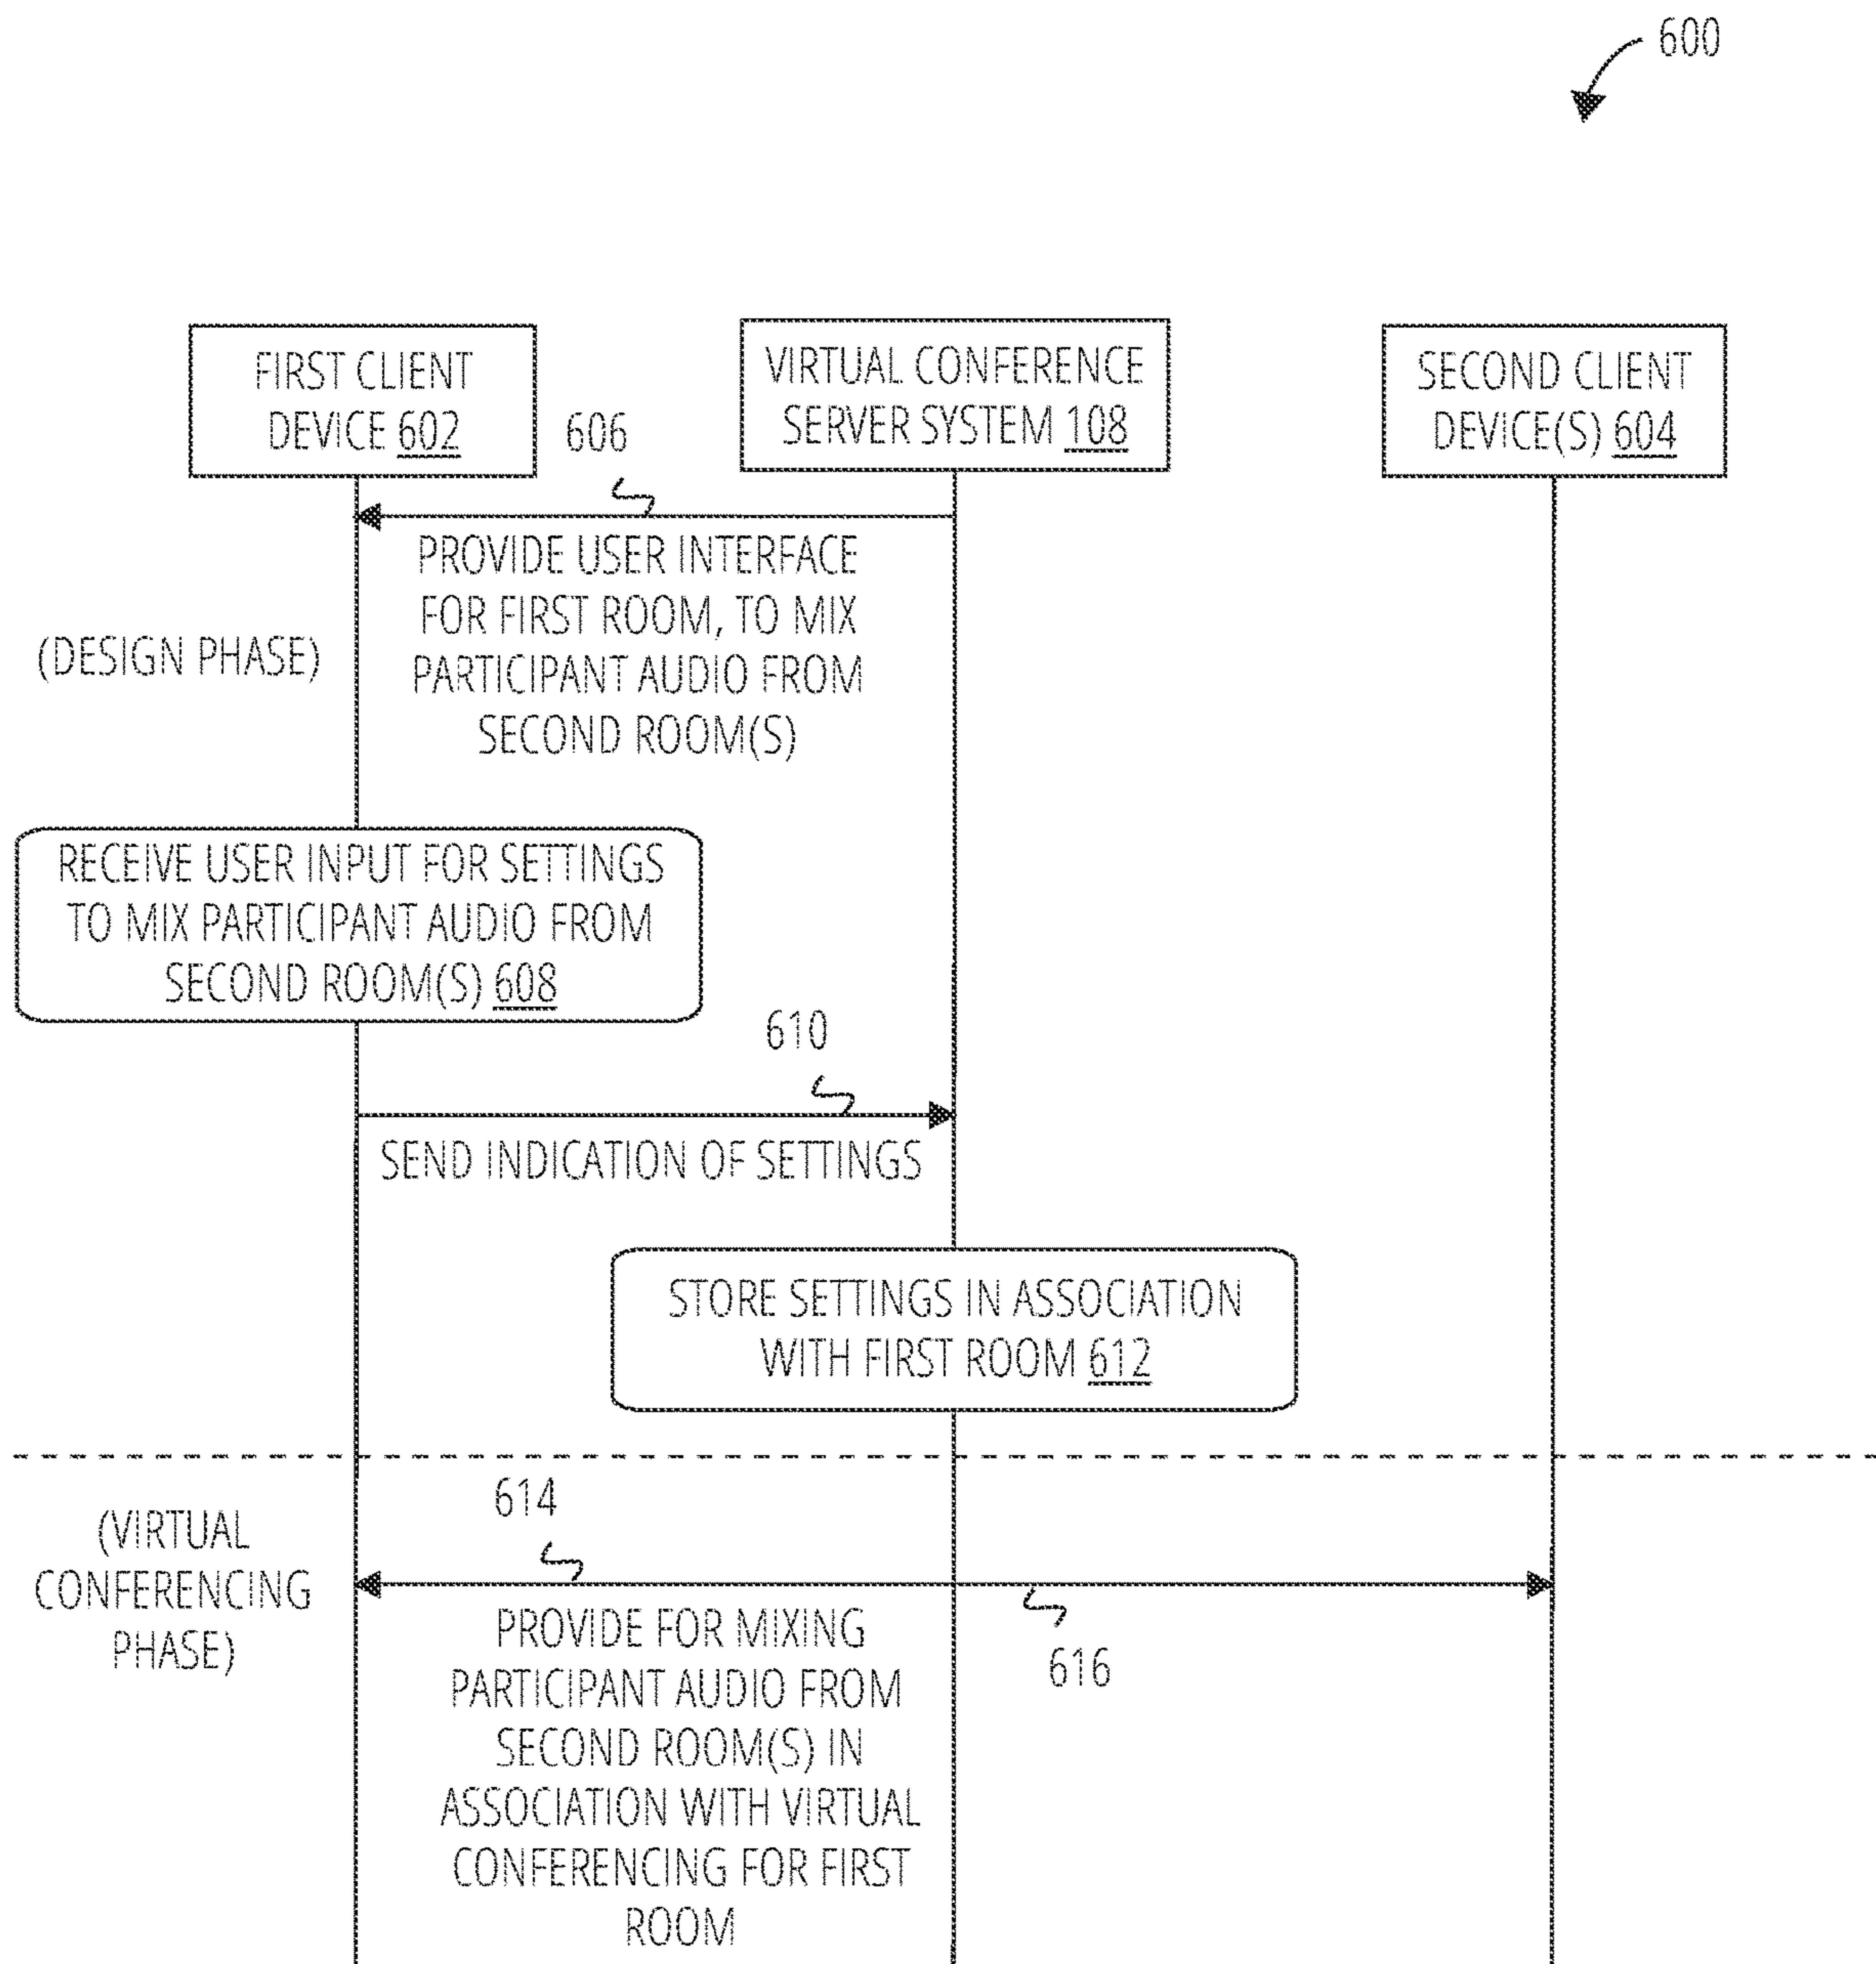 600
FIRST CLIENT
DEVICE 602
VIRTUAL CONFERENCE
SERVER SYSTEM 108
SECOND CLIENT
DEVICE(S) 604
606
PROVIDE USER INTERFACE
FOR FIRST ROOM, TO MIX
PARTICIPANT AUDIO FROM
SECOND ROOM(S)
(DESIGN PHASE)
RECEIVE USER INPUT FOR SETTINGS
TO MIX PARTICIPANT AUDIO FROM
SECOND ROOM(S) 608
610
SEND INDICATION OF SETTINGS
STORE SETTINGS IN ASSOCIATION
WITH FIRST ROOM 612
(VIRTUAL
CONFERENCING
PHASE)
614
616
PROVIDE FOR MIXING
PARTICIPANT AUDIO FROM
SECOND ROOM(S) IN
ASSOCIATION WITH VIRTUAL
CONFERENCING FOR FIRST
ROOM